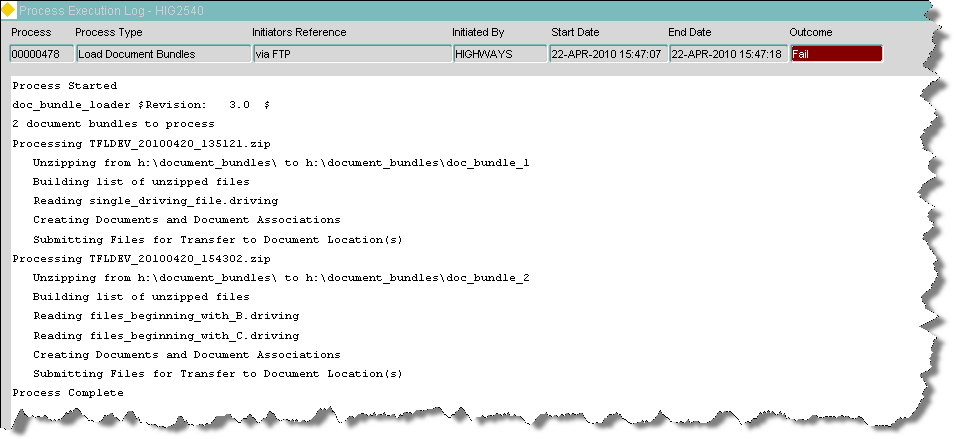 Process Execution Log - HIG2540
Process Process Type Initiators Reference Initiated By Start Date End Date Outcome
00000478 Load Document Bundles via FTP HIGHWAYS 22-APR-2010 15:47:07 22-APR-2010 15:47:18 Fail
Process Started
doc_bundle_loader $Revision:   3.0  $
2 document bundles to process
Processing TFLDEV_20100420_135121.zip
Unzipping from h:\document_bundles\ to h:\document_bundles\doc_bundle_1
Building list of unzipped files
Reading single_driving_file.driving
Creating Documents and Document Associations
Submitting Files for Transfer to Document Location(s)
Processing TFLDEV_20100420_154302.zip
Unzipping from h:\document_bundles\ to h:\document_bundles\doc_bundle_2
Building list of unzipped files
Reading files_beginning_with_B.driving
Reading files_beginning_with_C.driving
Creating Documents and Document Associations
Submitting Files for Transfer to Document Location(s)
Process Complete